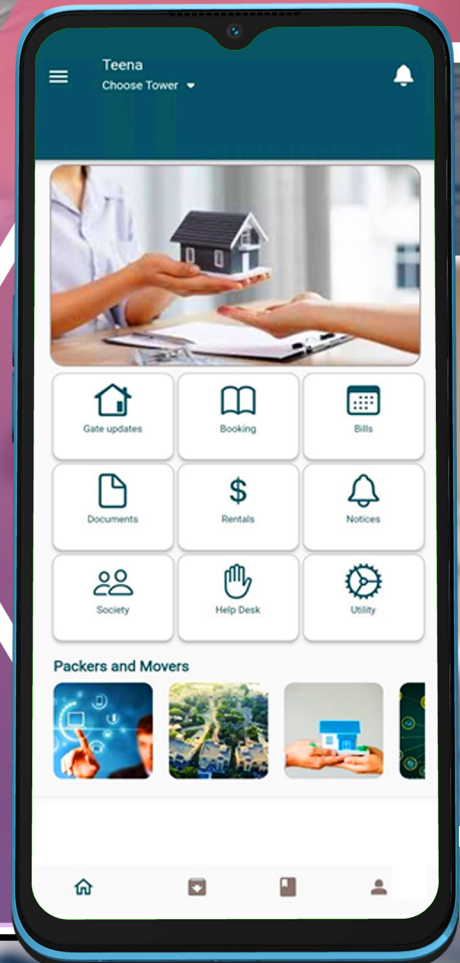 Teena
Choose Tower
Gate updates
Booking
Bills
Documents
$
Rentals
Notices
Society
Help Desk
Utility
Packers and Movers